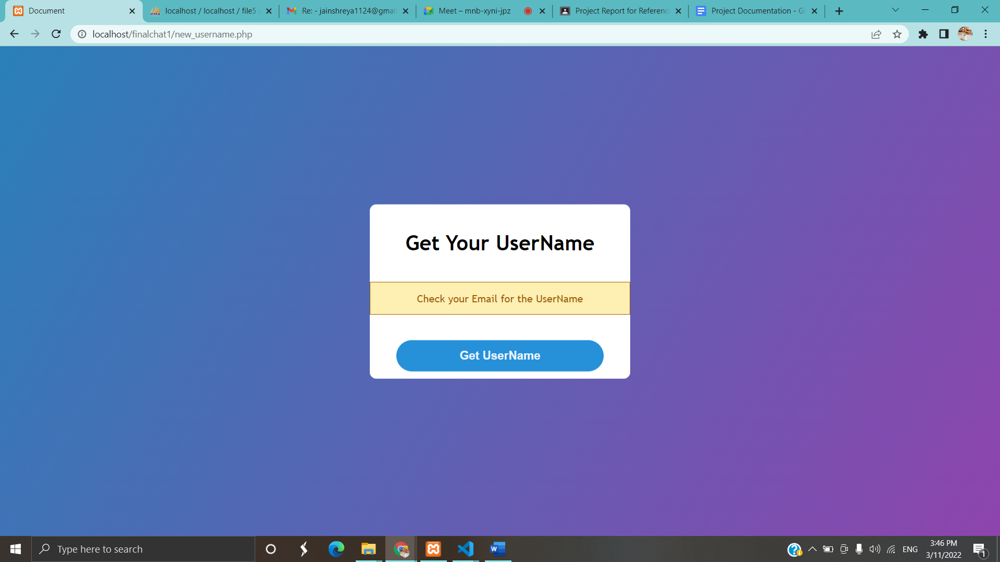 Document
localhost / localhost / file5 /
Re: - jainshreya1124@gmail
Meet – mnb-xyni-jpz
Project Report for Referenc
Project Documentation - Go
localhost/finalchat1/new_username.php
Get Your UserName
Check your Email for the UserName
Get UserName
Type here to search
ENG
3:46 PM
3/11/2022
1